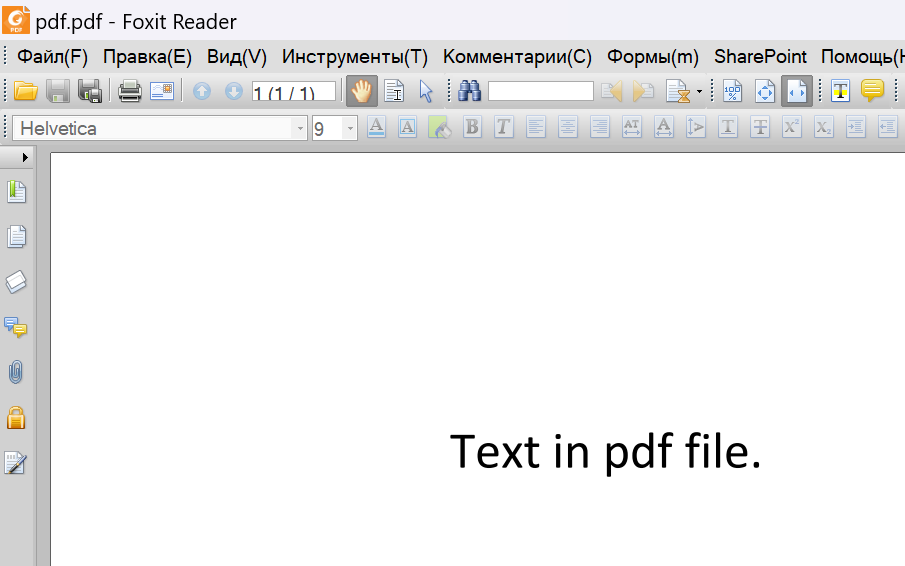 pdf.pdf - Foxit Reader
Файл(F) Правка(E) Вид(V) Инструменты(T) Комментарии(C) Формы(m) SharePoint Помощь(H
1 (1 / 1)
Helvetica 9
Text in pdf file.